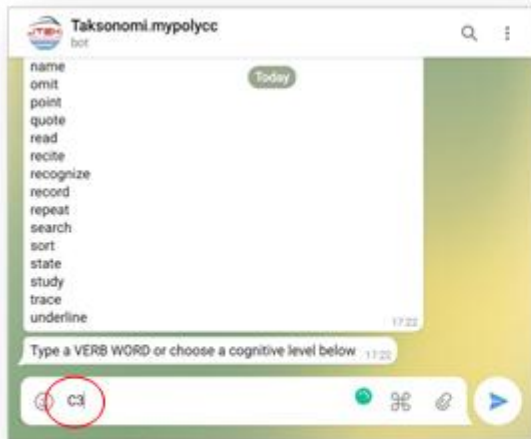 JTEH
Taksonomi.mypolycc
bot
Today
name
omit
point
quote
read
recite
recognize
record
repeat
search
sort
state
study
trace
underline
17:22
Type a VERB WORD or choose a cognitive level below 17:22
C3